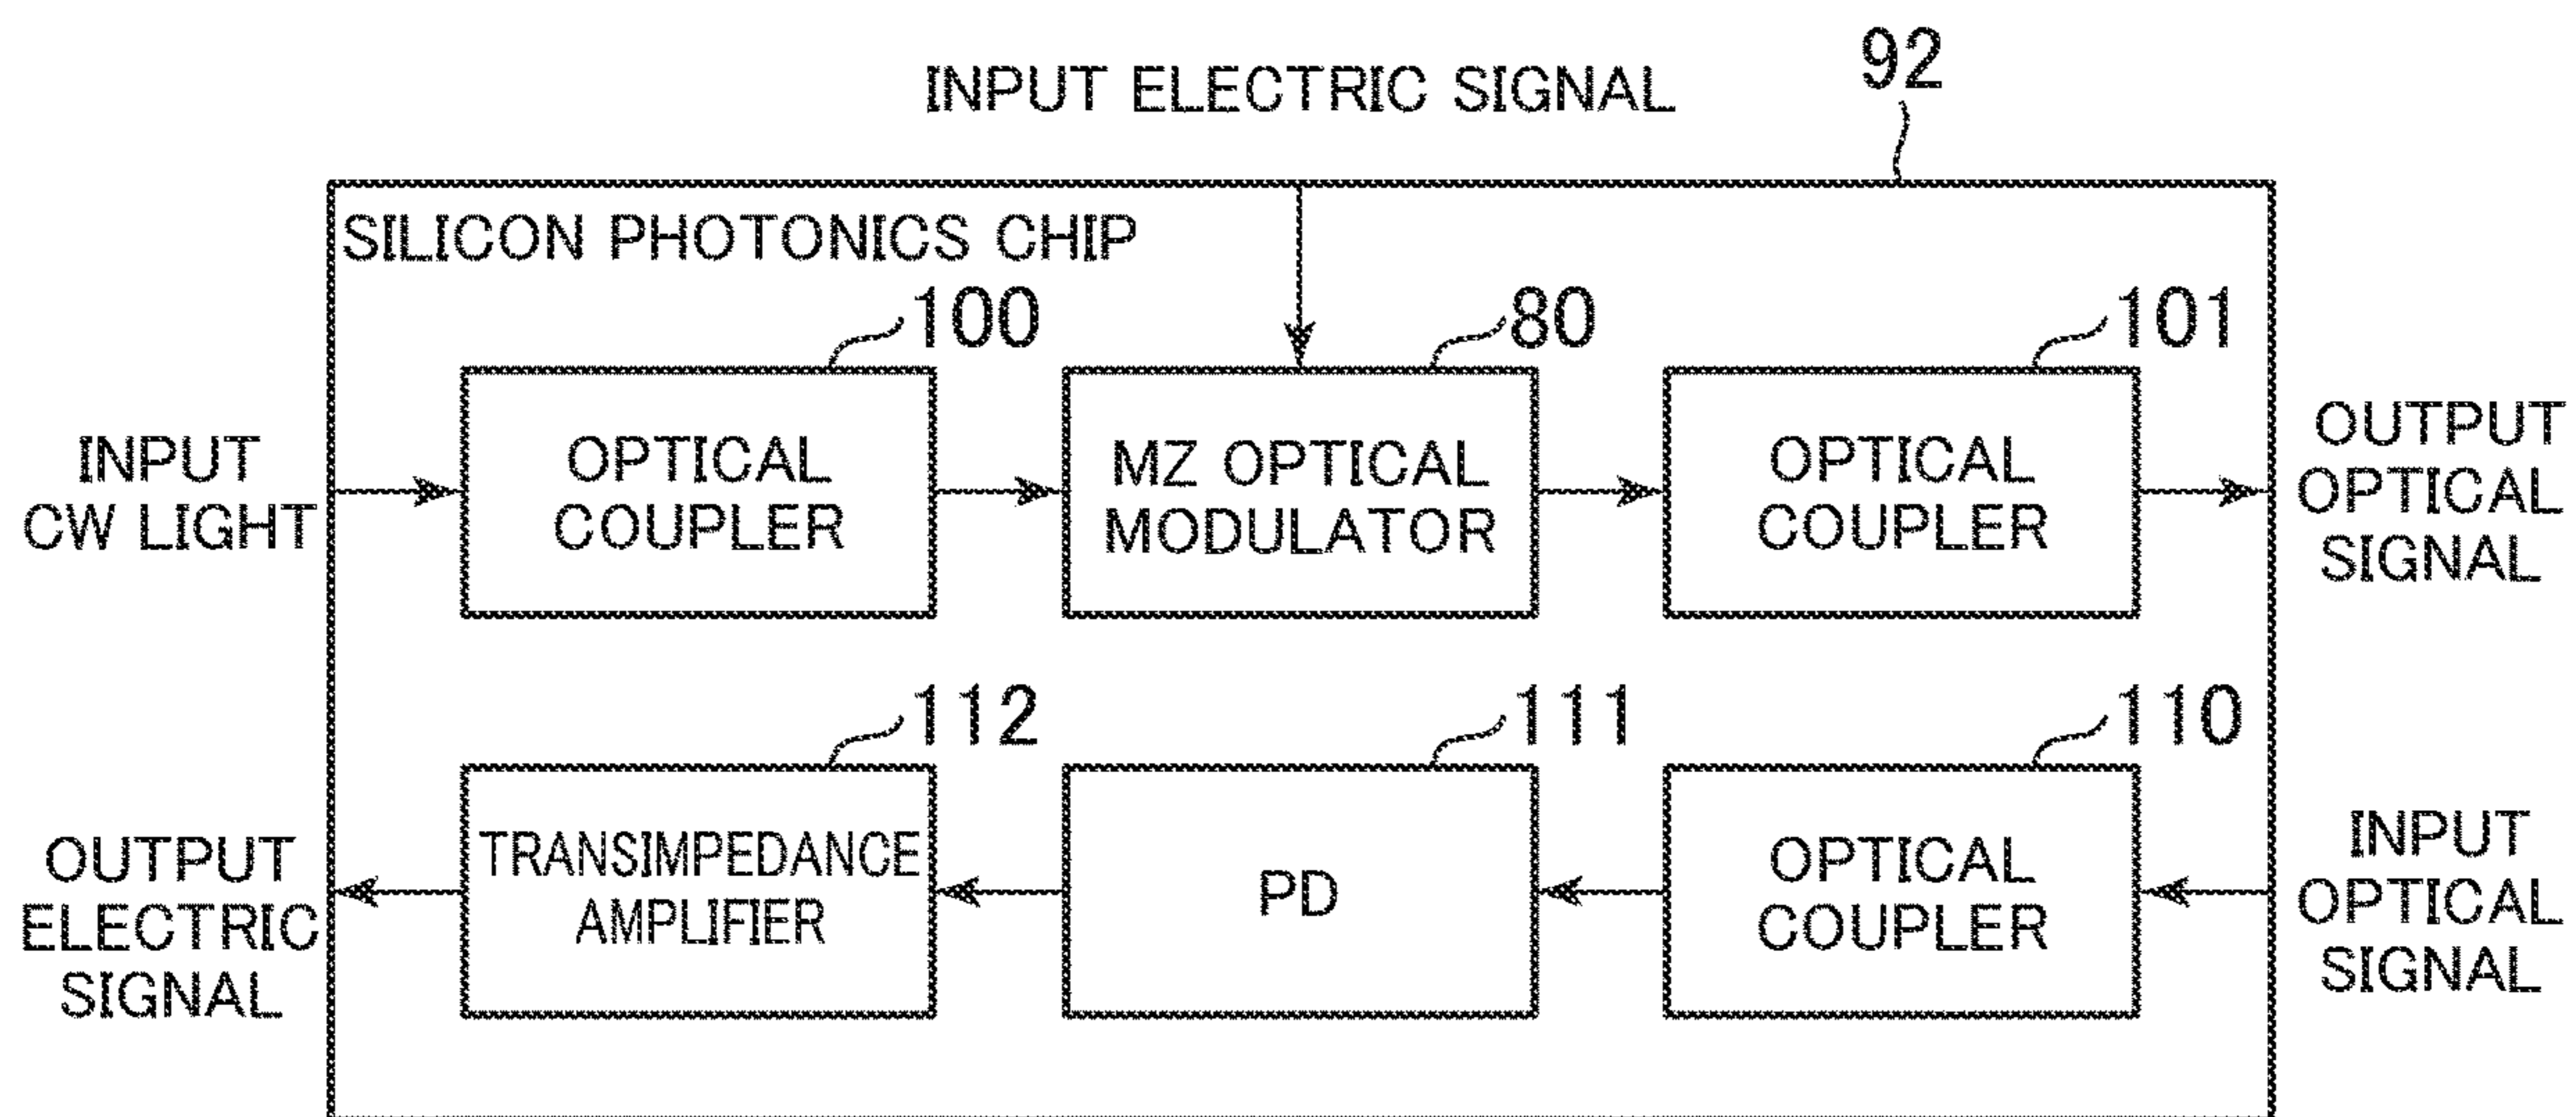 INPUT ELECTRIC SIGNAL
92
SILICON PHOTONICS CHIP
100
80
101
INPUT
CW LIGHT
OPTICAL
COUPLER
MZ OPTICAL
MODULATOR
OPTICAL
COUPLER
OUTPUT
OPTICAL
SIGNAL
112
111
110
OUTPUT
ELECTRIC
SIGNAL
TRANSIMPEDANCE
AMPLIFIER
PD
OPTICAL
COUPLER
INPUT
OPTICAL
SIGNAL